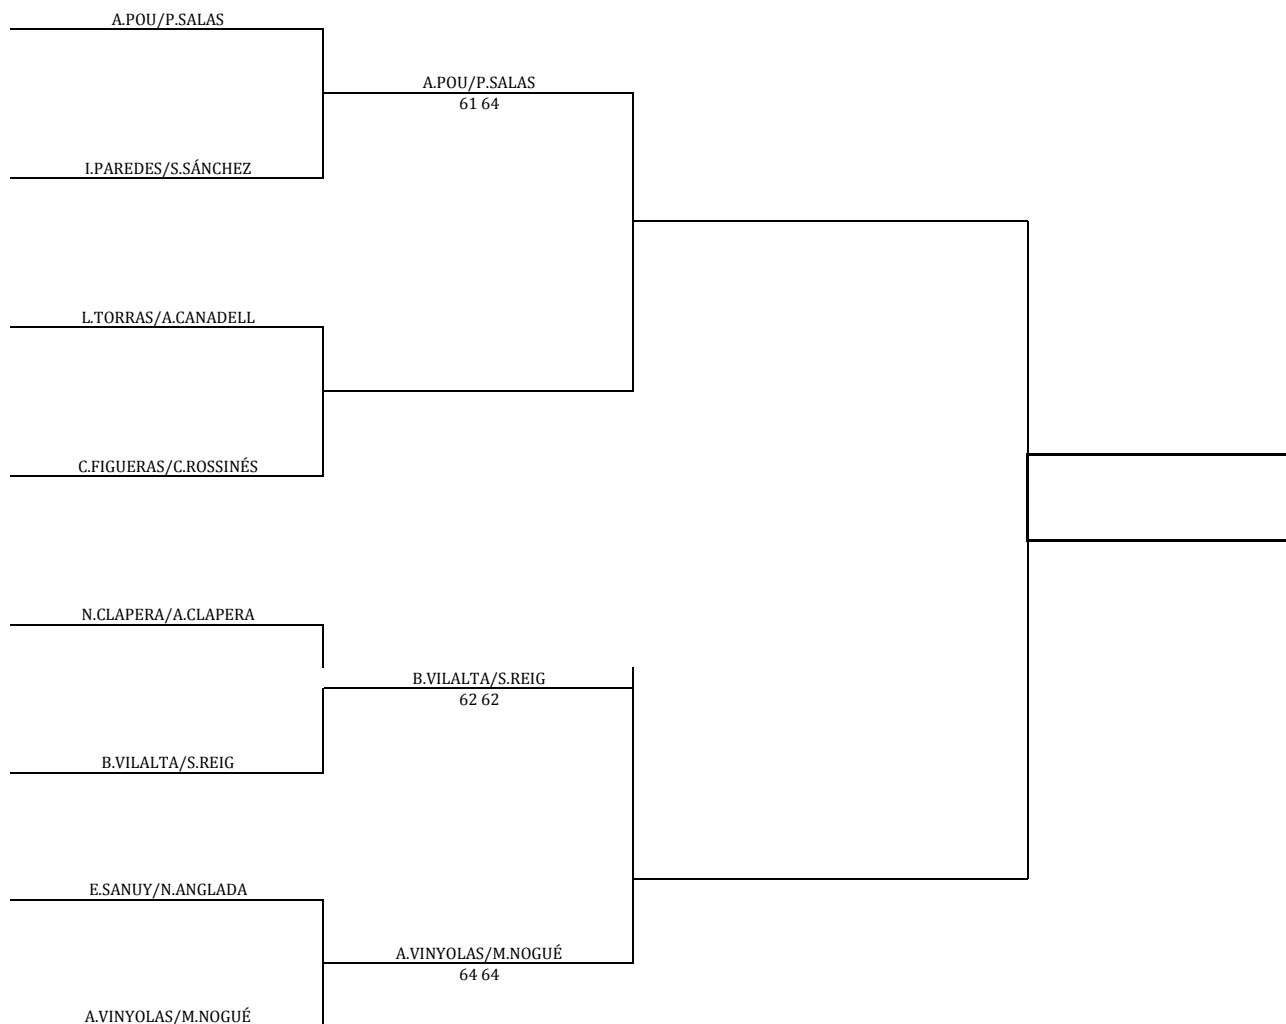 A.POU/P.SALAS
A.POU/P.SALAS
61 64
I.PAREDES/S.SÁNCHEZ
L.TORRAS/A.CANADELL
C.FIGUERAS/C.ROSSINÉS
N.CLAPERA/A.CLAPERA
B.VILALTA/S.REIG
62 62
B.VILALTA/S.REIG
E.SANUY/N.ANGLADA
A.VINYOLAS/M.NOGUÉ
64 64
A.VINYOLAS/M.NOGUÉ